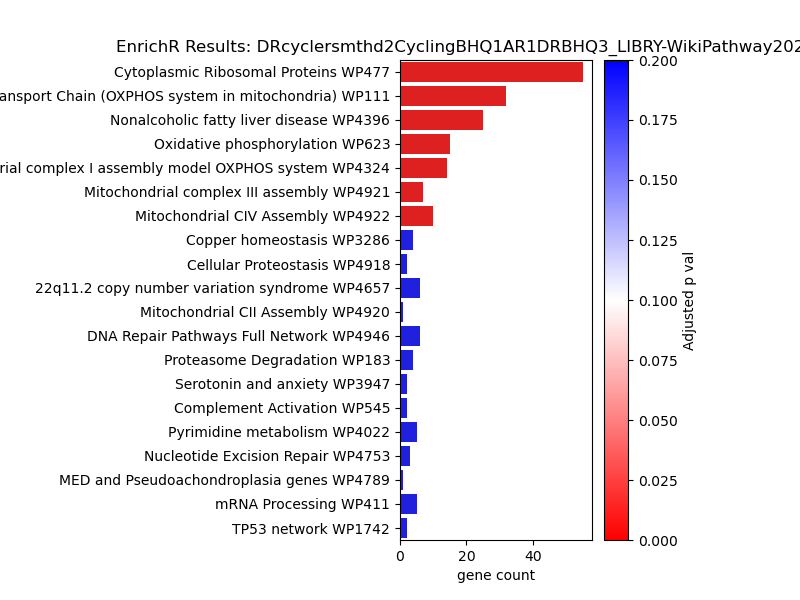 EnrichR Results: DRcyclersmthd2CyclingBHQ1AR1DRBHQ3_LIBRY-WikiPathway202
Cytoplasmic Ribosomal Proteins WP477
ansport Chain (OXPHOS system in mitochondria) WP111
Nonalcoholic fatty liver disease WP4396
Oxidative phosphorylation WP623
rial complex I assembly model OXPHOS system WP4324
Mitochondrial complex III assembly WP4921
Mitochondrial CIV Assembly WP4922
Copper homeostasis WP3286
Cellular Proteostasis WP4918
22q11.2 copy number variation syndrome WP4657
Mitochondrial CII Assembly WP4920
DNA Repair Pathways Full Network WP4946
Proteasome Degradation WP183
Serotonin and anxiety WP3947
Complement Activation WP545
Pyrimidine metabolism WP4022
Nucleotide Excision Repair WP4753
MED and Pseudoachondroplasia genes WP4789
mRNA Processing WP411
TP53 network WP1742
0 20 40
gene count
0.200
0.175
0.150
0.125
0.100
0.075
0.050
0.025
0.000
Adjusted p val